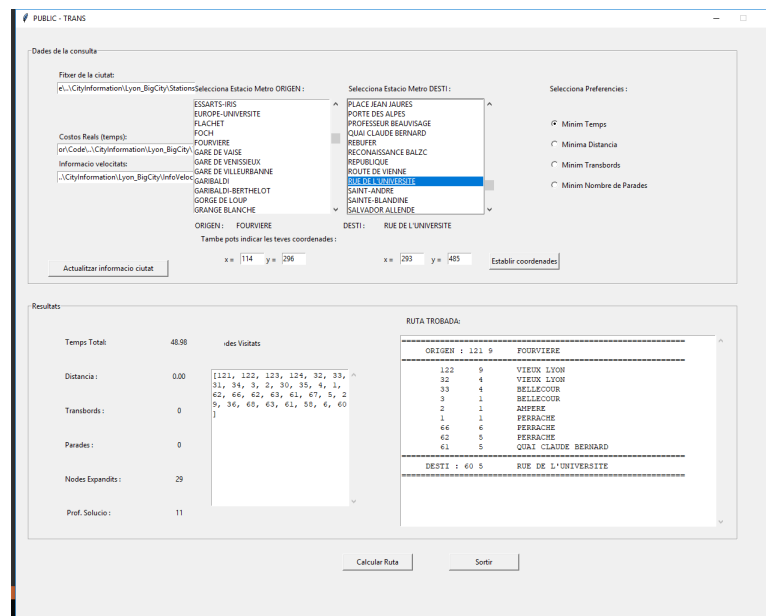 PUBLIC - TRANS
Dades de la consulta
Fitxer de la ciutat:
e\..\CityInformation\Lyon_BigCity\Stations
Costos Reals (temps):
or\Code\..\CityInformation\Lyon_BigCity\
Informacio velocitats:
..\CityInformation\Lyon_BigCity\InfoVeloc
Actualitzar informacio ciutat
Selecciona Estacio Metro ORIGEN :
ESSARTS-IRIS
EUROPE-UNIVERSITE
FLACHET
FOCH
FOURVIERE
GARE DE VAISE
GARE DE VENISSIEUX
GARE DE VILLEURBANNE
GARIBALDI
GARIBALDI-BERTHELOT
GORGE DE LOUP
GRANGE BLANCHE
Selecciona Estacio Metro DESTI :
PLACE JEAN JAURES
PORTE DES ALPES
PROFESSEUR BEAUVISAGE
QUAI CLAUDE BERNARD
REBUFER
RECONAISSANCE BALZC
REPUBLIQUE
ROUTE DE VIENNE
RUE DE L'UNIVERSITE
SAINT-ANDRE
SAINTE-BLANDINE
SALVADOR ALLENDE
Selecciona Preferencies :
Minim Temps
Minima Distancia
Minim Transbords
Minim Nombre de Parades
ORIGEN : FOURVIERE DESTI : RUE DE L'UNIVERSITE
Tambe pots indicar les teves coordenades :
x = 114 y = 296 x = 293 y = 485 Establir coordenades
Resultats
Temps Total: 48.98
Distancia : 0.00
Transbords : 0
Parades : 0
Nodes Expandits : 29
Prof. Solucio : 11
odes Visitats
[121, 122, 123, 124, 32, 33,
31, 34, 3, 2, 30, 35, 4, 1,
62, 66, 62, 63, 61, 67, 5, 2
9, 36, 68, 63, 61, 58, 6, 60
]
RUTA TROBADA:
==========================================================
ORIGEN : 121 9 FOURVIERE
==========================================================
122 9 VIEUX LYON
32 4 VIEUX LYON
33 4 BELLECOUR
3 1 BELLECOUR
2 1 AMPERE
1 1 PERRACHE
66 6 PERRACHE
62 5 PERRACHE
61 5 QUAI CLAUDE BERNARD
==========================================================
DESTI : 60 5 RUE DE L'UNIVERSITE
==========================================================
Calcular Ruta Sortir